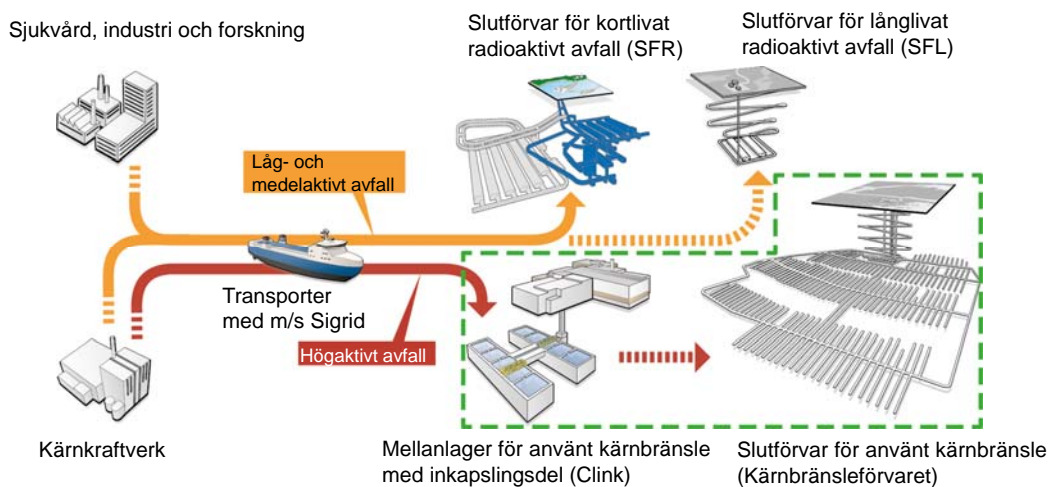 Sjukvård, industri och forskning
Slutförvar för kortlivat
radioaktivt avfall (SFR)
Slutförvar för långlivat
radioaktivt avfall (SFL)
Låg- och
medelaktivt avfall
Transporter
med m/s Sigrid
Högaktivt avfall
Kärnkraftverk
Mellanlager för använt kärnbränsle
med inkapslingsdel (Clink)
Slutförvar för använt kärnbränsle
(Kärnbränsleförvaret)